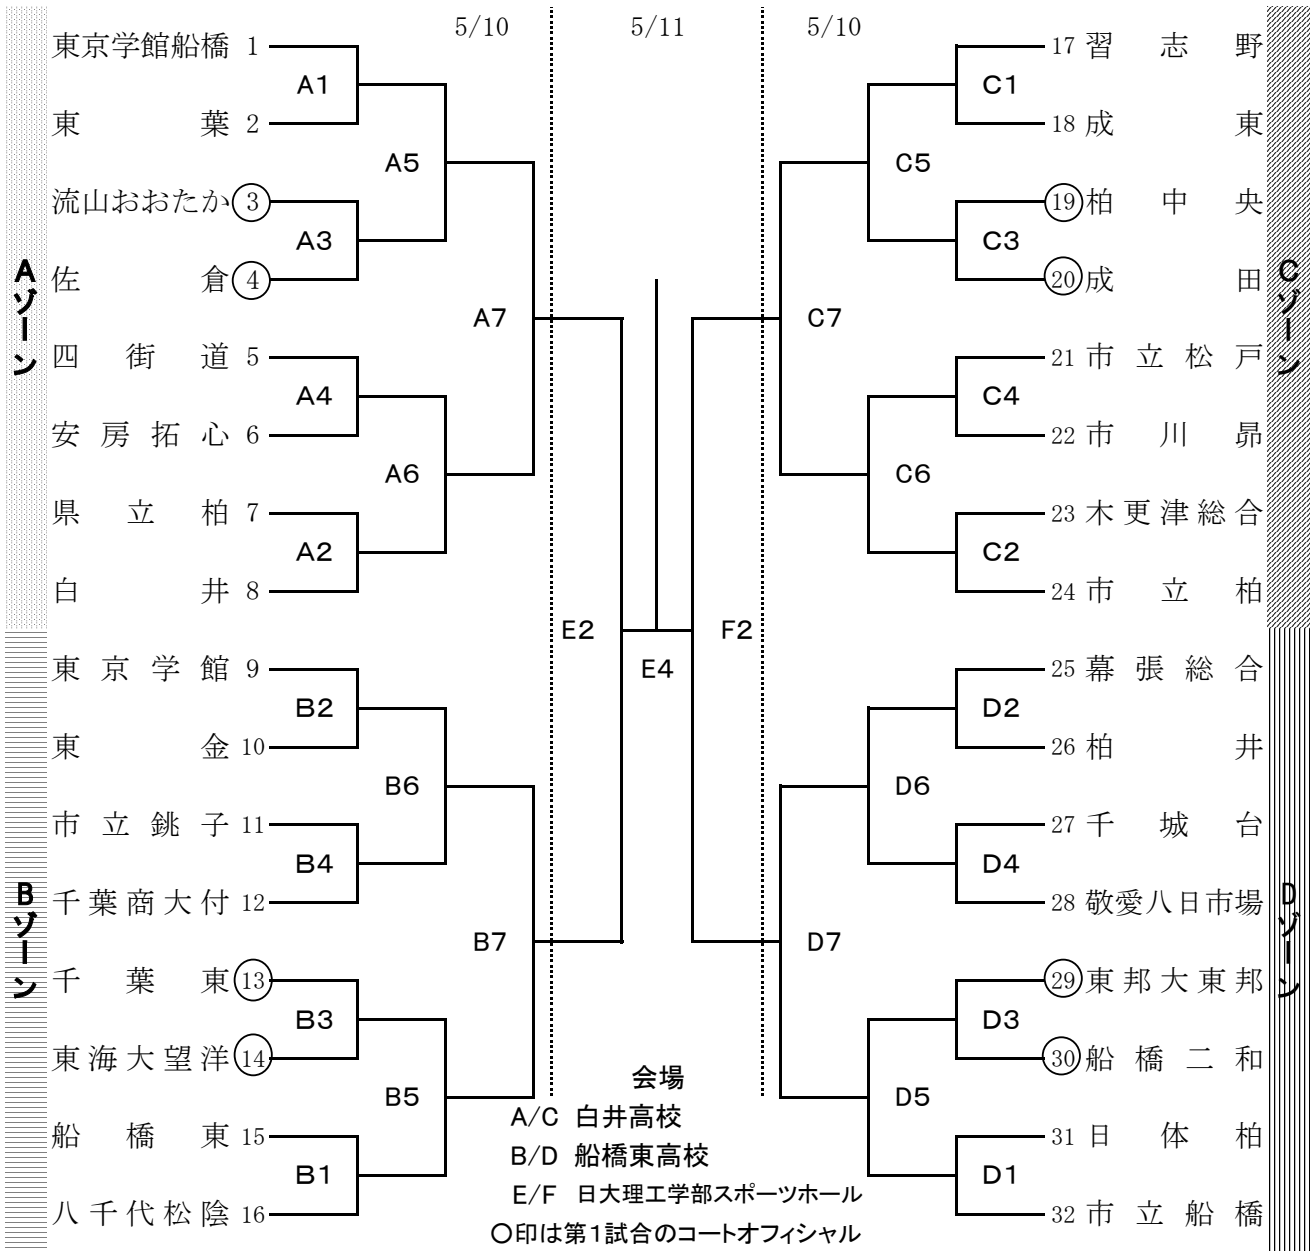 5/10
5/11
5/10
Aゾーン
東京学館船橋 1
東葉 2
流山おおたか ③
佐倉 ④
四街道 5
安房拓心 6
県立柏 7
白井 8
A1
A3
A4
A2
A5
A6
A7
Bゾーン
東京学館 9
東金 10
市立銚子 11
千葉商大付 12
千葉東 ⑬
東海大望洋 ⑭
船橋東 15
八千代松陰 16
B2
B4
B3
B1
B6
B5
B7
E2
E4
F2
Cゾーン
17 習志野
18 成東
⑲ 柏中央
⑳ 成田
21 市立松戸
22 市川昴
23 木更津総合
24 市立柏
C1
C3
C4
C2
C5
C6
C7
Dゾーン
25 幕張総合
26 柏井
27 千城台
28 敬愛八日市場
㉙ 東邦大東邦
㉚ 船橋二和
31 日体柏
32 市立船橋
D2
D4
D3
D1
D6
D5
D7
会場
A/C 白井高校
B/D 船橋東高校
E/F 日大理工学部スポーツホール
○印は第1試合のコートオフィシャル